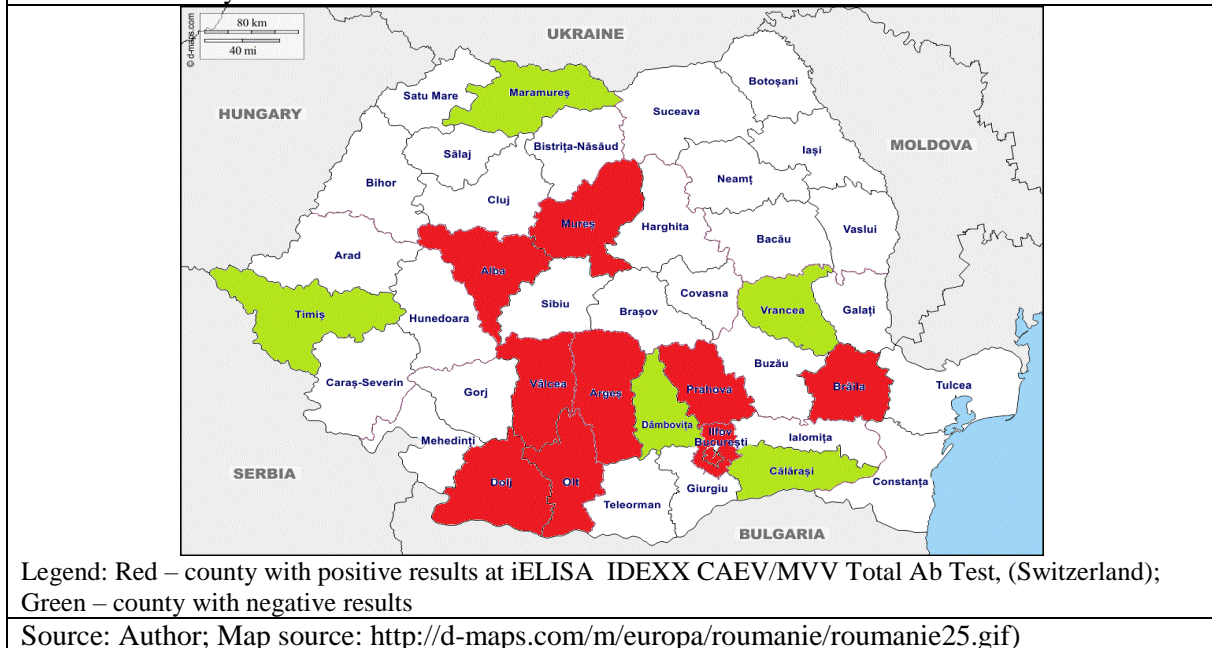 80 km
40 mi
© d-maps.com
UKRAINE
HUNGARY
MOLDOVA
SERBIA
BULGARIA
Satu Mare
Maramureș
Botoșani
Suceava
Sălaj
Bistrița-Năsăud
Iași
Bihor
Cluj
Neamț
Mureș
Harghita
Bacău
Vaslui
Arad
Alba
Timiș
Hunedoara
Sibiu
Brașov
Covasna
Vrancea
Galați
Caraș-Severin
Gorj
Vâlcea
Argeș
Prahova
Buzău
Brăila
Tulcea
Dâmbovița
Mehedinți
Ilfov
București
Ialomița
Călărași
Dolj
Olt
Teleorman
Giurgiu
Constanța
Legend: Red – county with positive results at iELISA IDEXX CAEV/MVV Total Ab Test, (Switzerland);
Green – county with negative results
Source: Author; Map source: http://d-maps.com/m/europa/roumanie/roumanie25.gif)